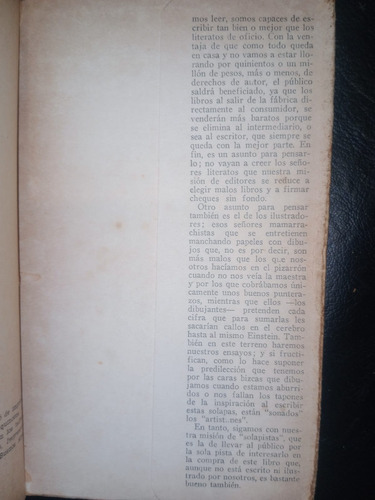 mos leer, somos capaces de es-
cribir tan bien o mejor que los
literatos de oficio. Con la ven-
taja de que como todo queda
en casa y no vamos a estar llo-
rando por quinientos o un mi-
llón de pesos, más o menos, de
derechos de autor, el público
saldrá beneficiado, ya que los
libros al salir de la fábrica di-
rectamente al consumidor, se
venderán más baratos porque
se elimina al intermediario, o
sea al escritor, que siempre se
queda con la mejor parte. En
fin, es un asunto para pensar-
lo; no vayan a creer los seño-
res literatos que nuestra mi-
sión de editores se reduce a
elegir malos libros y a firmar
cheques sin fondo.
Otro asunto para pensar
también es el de los ilustrado-
res; esos señores mamarra-
chistas que se entretienen
manchando papeles con dibu-
jos que, no es por decir, son
más malos que los que nos-
otros hacíamos en el pizarrón
cuando no nos veía la maestra
y por los que cobrábamos úni-
camente unos buenos puntera-
zos, mientras que ellos —los
dibujantes— pretenden cada
cifra que para sumarlas les
sacarían callos en el cerebro
hasta al mismo Einstein. Tam-
bién en este terreno haremos
nuestros ensayos; y si fructi-
fican, como lo hace suponer
la predilección que tenemos
por las caras bizcas que dibuja-
mos cuando estamos aburri-
dos o nos fallan los tapones
de la inspiración al escribir
estas solapas, están "sonados"
los "artistones".
En tanto, sigamos con nues-
tra misión de "solapistas", que
es la de llevar al público por
la sola pista de interesarlo en
la compra de este libro que,
aunque no está escrito ni ilus-
trado por nosotros, es bastante
bueno también.